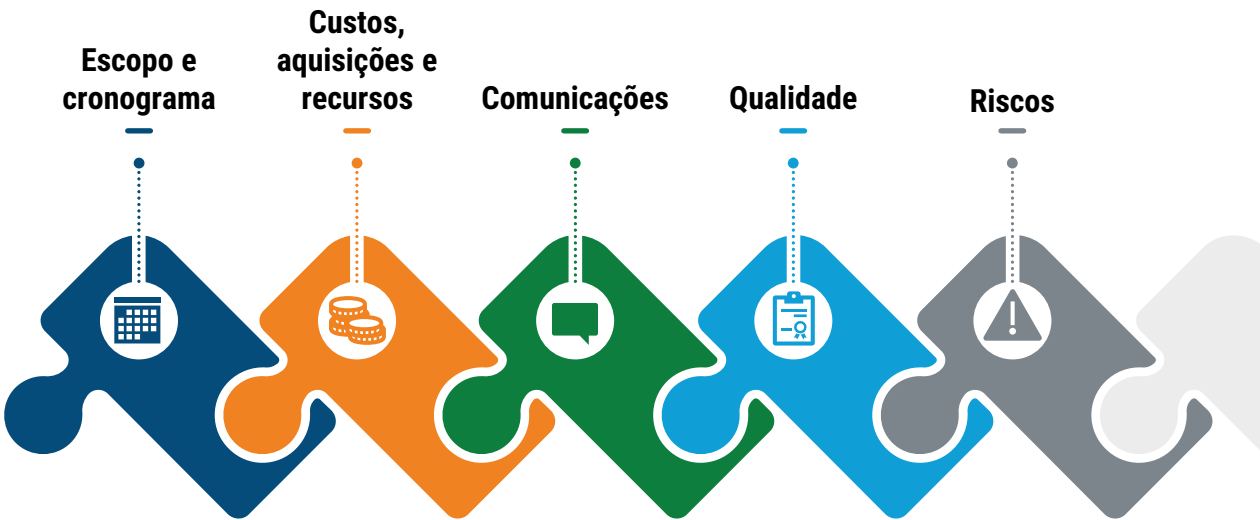 Escopo e
cronograma
Custos,
aquisições e
recursos
Comunicações
Qualidade
Riscos